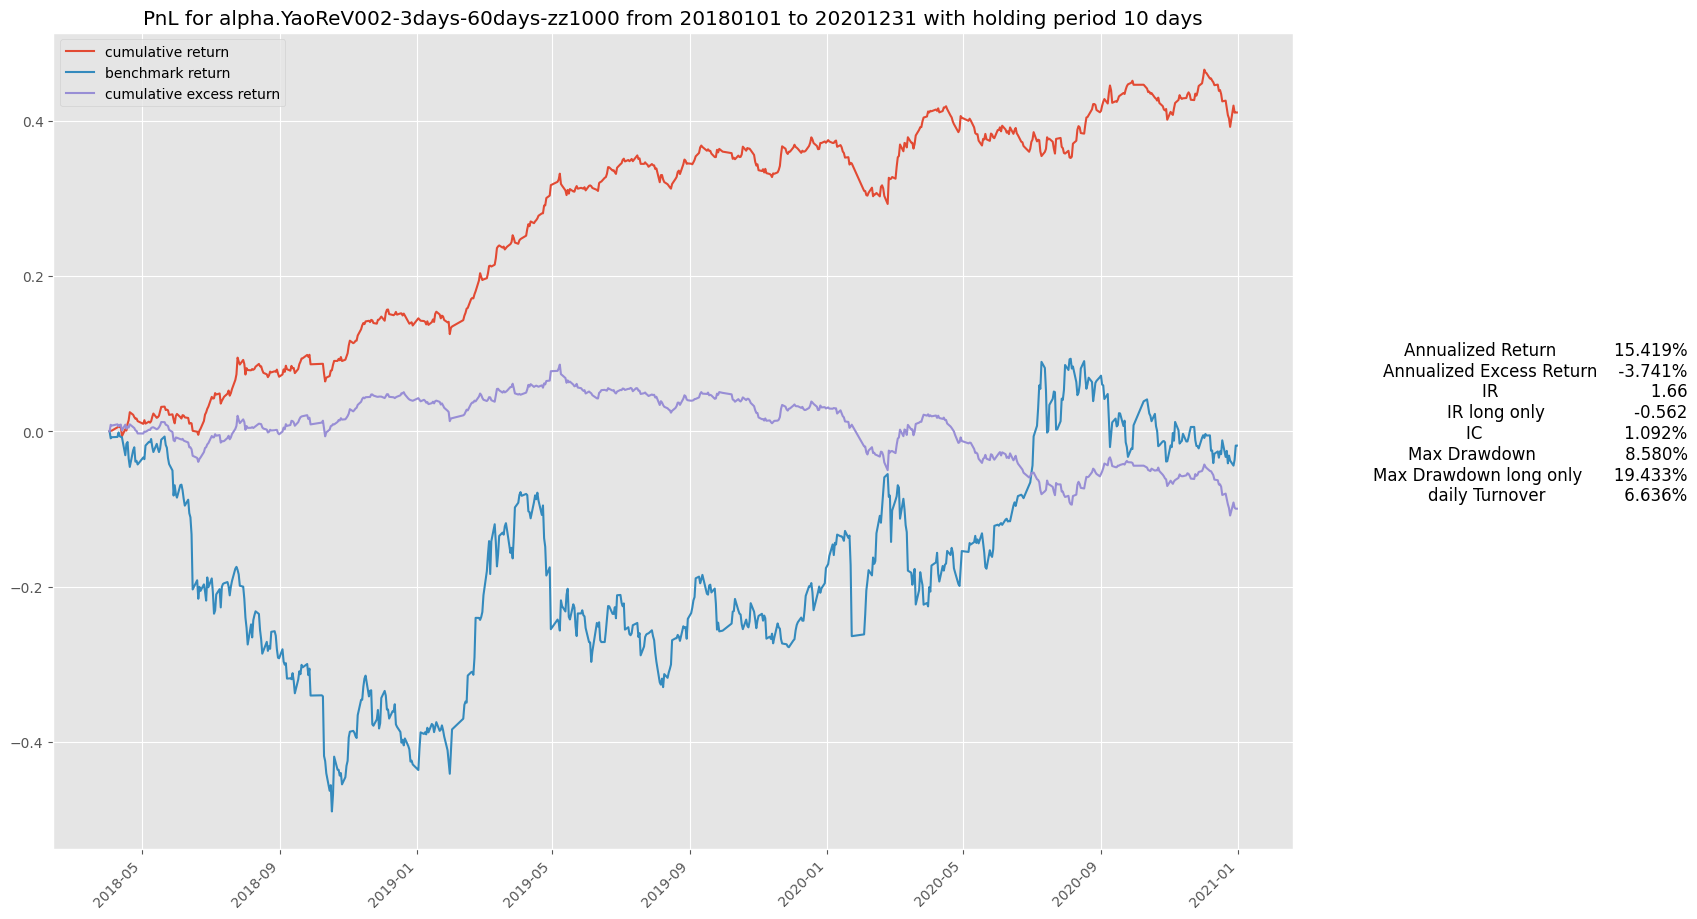 PnL for alpha.YaoReV002-3days-60days-zz1000 from 20180101 to 20201231 with holding period 10 days
cumulative return
benchmark return
cumulative excess return
0.4
0.2
0.0
−0.2
−0.4
2018-05
2018-09
2019-01
2019-05
2019-09
2020-01
2020-05
2020-09
2021-01
Annualized Return 15.419%
Annualized Excess Return -3.741%
IR 1.66
IR long only -0.562
IC 1.092%
Max Drawdown 8.580%
Max Drawdown long only 19.433%
daily Turnover 6.636%